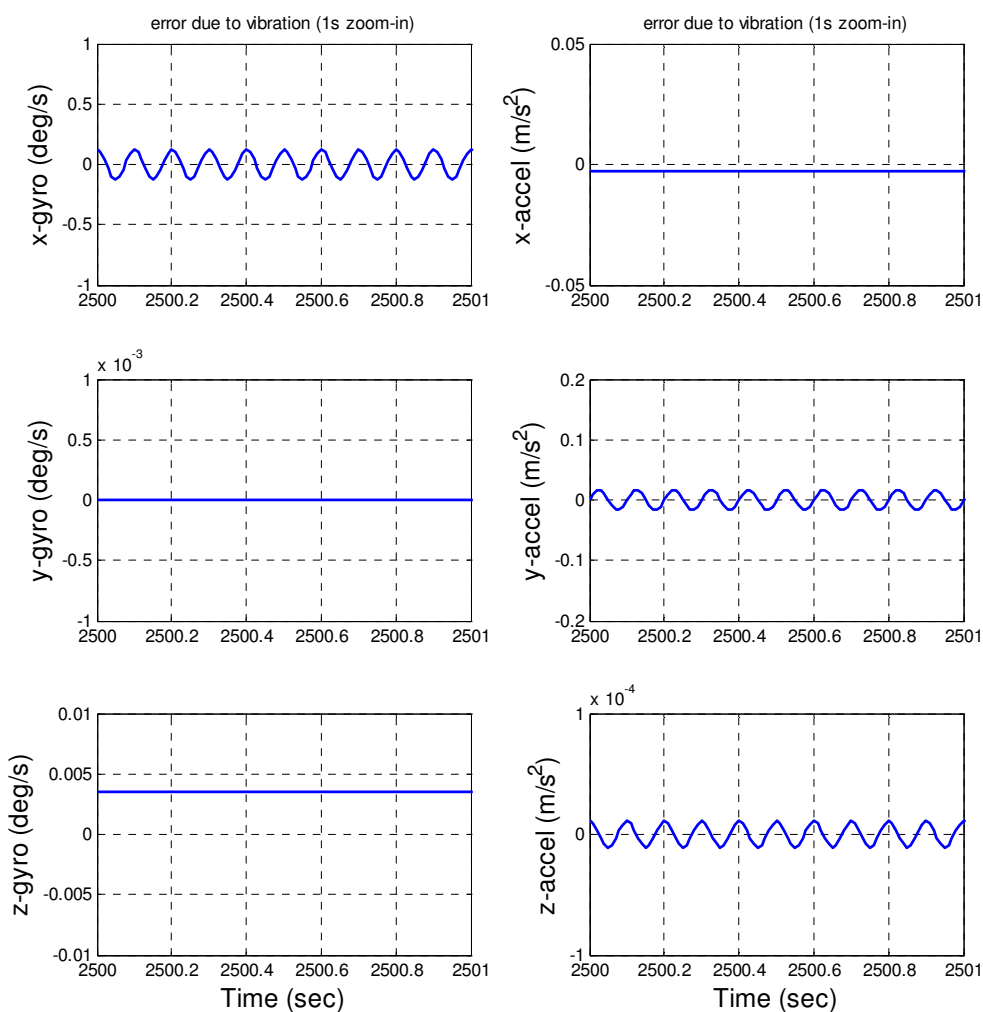 error due to vibration (1s zoom-in)
1
0.5
0
-0.5
-1
x-gyro (deg/s)
2500 2500.2 2500.4 2500.6 2500.8 2501
error due to vibration (1s zoom-in)
0.05
0
-0.05
x-accel (m/s²)
2500 2500.2 2500.4 2500.6 2500.8 2501
x 10⁻³
1
0.5
0
-0.5
-1
y-gyro (deg/s)
2500 2500.2 2500.4 2500.6 2500.8 2501
0.2
0.1
0
-0.1
-0.2
y-accel (m/s²)
2500 2500.2 2500.4 2500.6 2500.8 2501
0.01
0.005
0
-0.005
-0.01
z-gyro (deg/s)
2500 2500.2 2500.4 2500.6 2500.8 2501
Time (sec)
x 10⁻⁴
1
0
-1
z-accel (m/s²)
2500 2500.2 2500.4 2500.6 2500.8 2501
Time (sec)